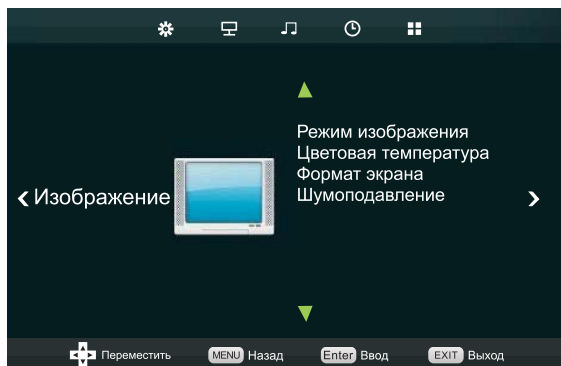 Режим изображения
Цветовая температура
Формат экрана
Шумоподавление
Изображение
Переместить MENU Назад Enter Ввод EXIT Выход